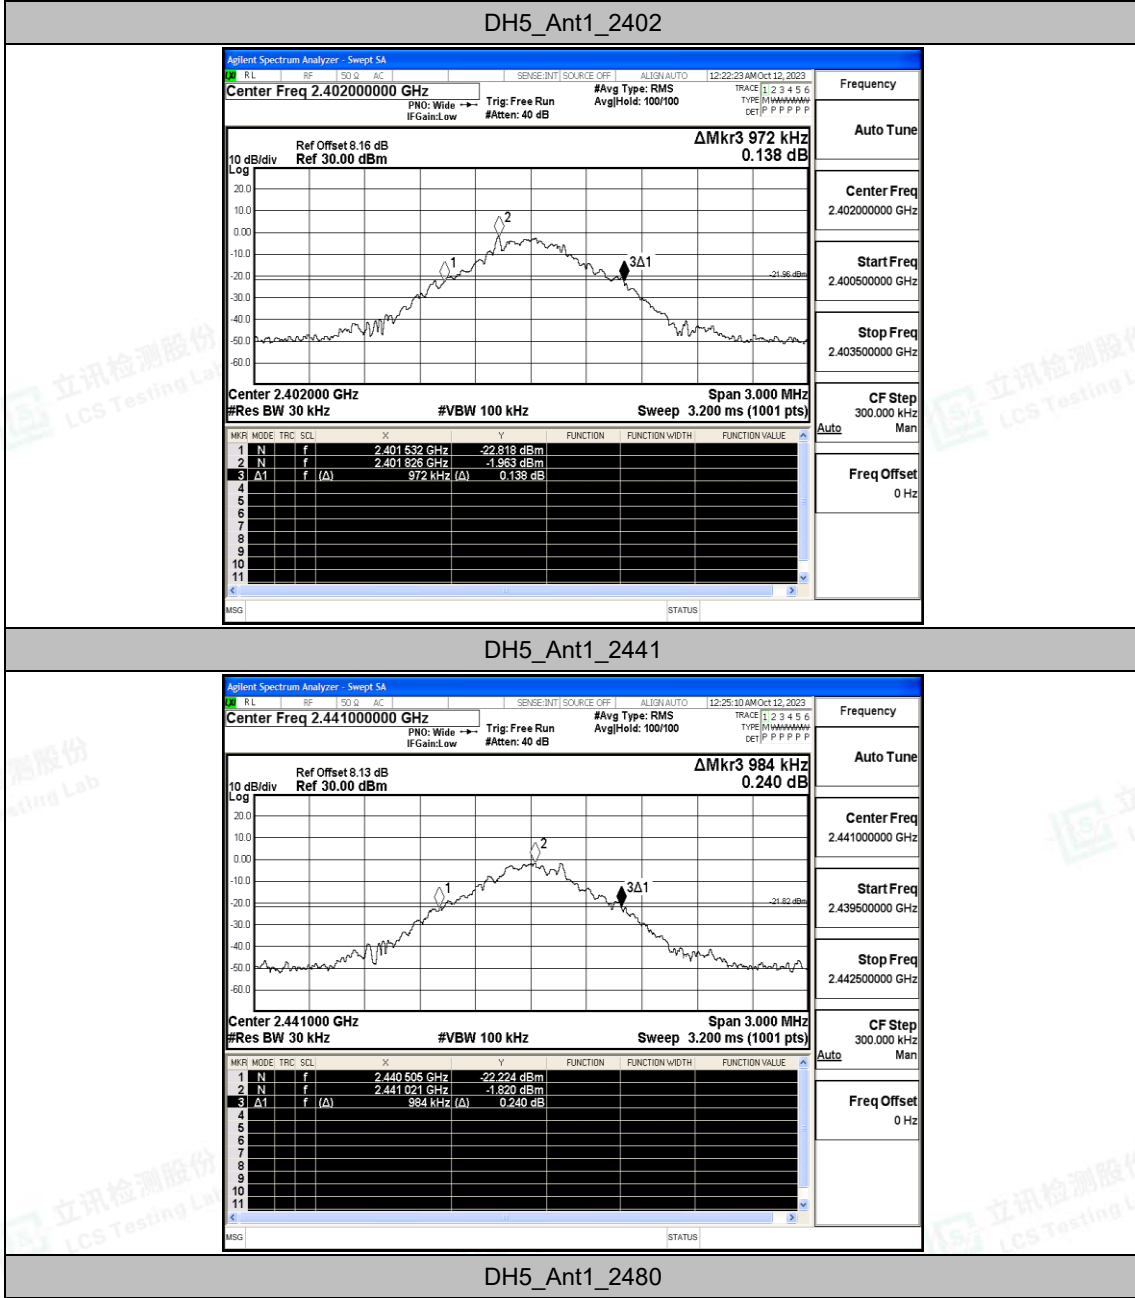 DH5_Ant1_2402
Agilent Spectrum Analyzer - Swept SA
LXI RL RF 50 Ω AC SENSE:INT SOURCE OFF ALIGN AUTO 12:22:23 AM Oct 12, 2023
Center Freq 2.402000000 GHz
PNO: Wide
IFGain:Low
Trig: Free Run
#Atten: 40 dB
#Avg Type: RMS
Avg|Hold: 100/100
TRACE 1 2 3 4 5 6
TYPE M WWWWW
DET P P P P P P
Ref Offset 8.16 dB
Ref 30.00 dBm
10 dB/div
Log
ΔMkr3 972 kHz
0.138 dB
20.0
10.0
0.00
-10.0
-20.0
-30.0
-40.0
-50.0
-60.0
1
2
3Δ1
-21.96 dBm
Center 2.402000 GHz
Span 3.000 MHz
#Res BW 30 kHz
#VBW 100 kHz
Sweep 3.200 ms (1001 pts)
MKR MODE TRC SCL X Y FUNCTION FUNCTION WIDTH FUNCTION VALUE
1 N f 2.401 532 GHz -22.818 dBm
2 N f 2.401 826 GHz -1.963 dBm
3 Δ1 f (Δ) 972 kHz (Δ) 0.138 dB
4
5
6
7
8
9
10
11
MSG
STATUS
Frequency
Auto Tune
Center Freq
2.402000000 GHz
Start Freq
2.400500000 GHz
Stop Freq
2.403500000 GHz
CF Step
300.000 kHz
Auto Man
Freq Offset
0 Hz
DH5_Ant1_2441
Agilent Spectrum Analyzer - Swept SA
LXI RL RF 50 Ω AC SENSE:INT SOURCE OFF ALIGN AUTO 12:25:10 AM Oct 12, 2023
Center Freq 2.441000000 GHz
PNO: Wide
IFGain:Low
Trig: Free Run
#Atten: 40 dB
#Avg Type: RMS
Avg|Hold: 100/100
TRACE 1 2 3 4 5 6
TYPE M WWWWW
DET P P P P P P
Ref Offset 8.13 dB
Ref 30.00 dBm
10 dB/div
Log
ΔMkr3 984 kHz
0.240 dB
20.0
10.0
0.00
-10.0
-20.0
-30.0
-40.0
-50.0
-60.0
1
2
3Δ1
-21.82 dBm
Center 2.441000 GHz
Span 3.000 MHz
#Res BW 30 kHz
#VBW 100 kHz
Sweep 3.200 ms (1001 pts)
MKR MODE TRC SCL X Y FUNCTION FUNCTION WIDTH FUNCTION VALUE
1 N f 2.440 505 GHz -22.224 dBm
2 N f 2.441 021 GHz -1.820 dBm
3 Δ1 f (Δ) 984 kHz (Δ) 0.240 dB
4
5
6
7
8
9
10
11
MSG
STATUS
Frequency
Auto Tune
Center Freq
2.441000000 GHz
Start Freq
2.439500000 GHz
Stop Freq
2.442500000 GHz
CF Step
300.000 kHz
Auto Man
Freq Offset
0 Hz
DH5_Ant1_2480
立讯检测股份
LCS Testing Lab